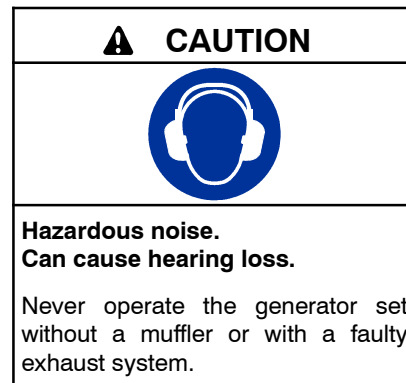 CAUTION
Hazardous noise.
Can cause hearing loss.
Never operate the generator set
without a muffler or with a faulty
exhaust system.